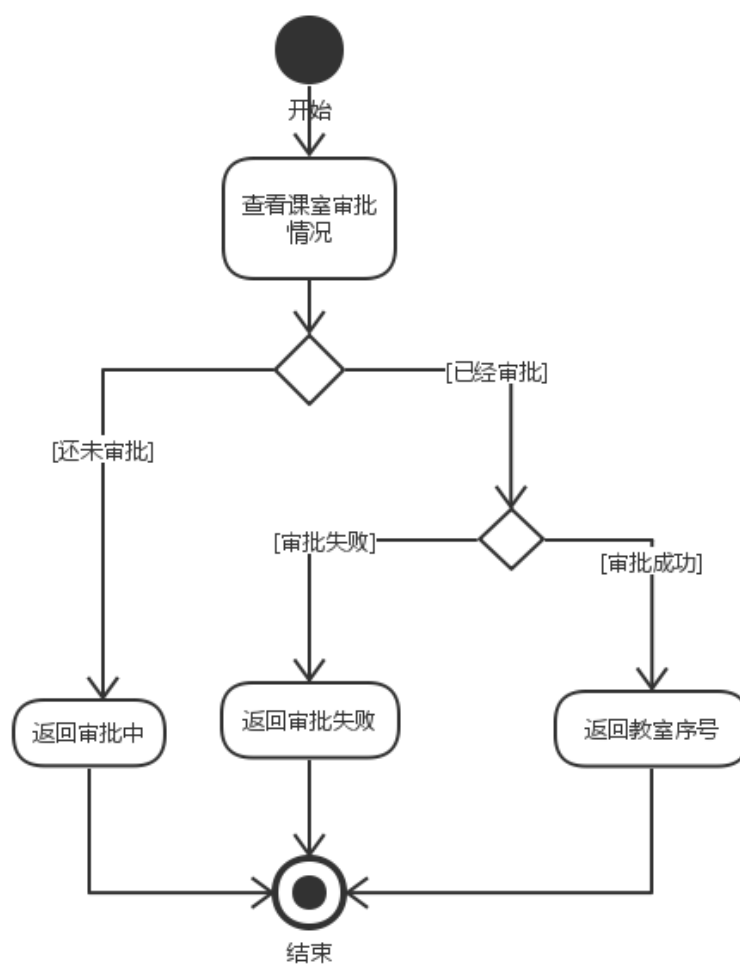 开始
查看课室审批
情况
[已经审批]
[还未审批]
[审批失败]
[审批成功]
返回审批中
返回审批失败
返回教室序号
结束